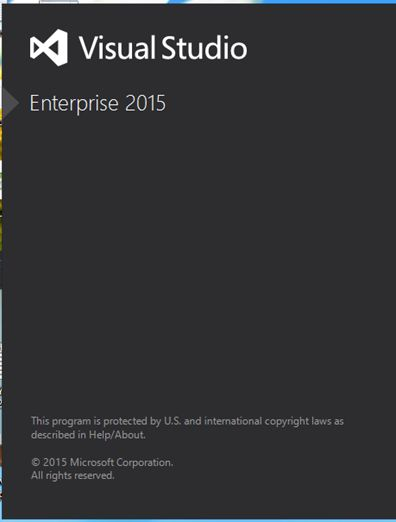 Visual Studio
Enterprise 2015
This program is protected by U.S. and international copyright laws as
described in Help/About.
© 2015 Microsoft Corporation.
All rights reserved.